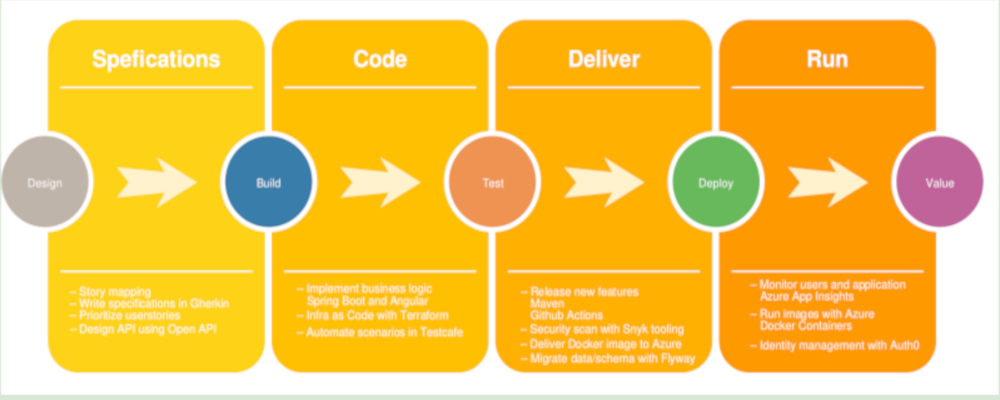 Spefications
Code
Deliver
Run
Design
Build
Test
Deploy
Value
– Story mapping
– Write specifications in Gherkin
– Prioritize userstories
– Design API using Open API
– Implement business logic
Spring Boot and Angular
– Infra as Code with Terraform
– Automate scenarios in Testcafe
– Release new features
Maven
Github Actions
– Security scan with Snyk tooling
– Deliver Docker image to Azure
– Migrate data/schema with Flyway
– Monitor users and application
Azure App Insights
– Run images with Azure
Docker Containers
– Identity management with Auth0